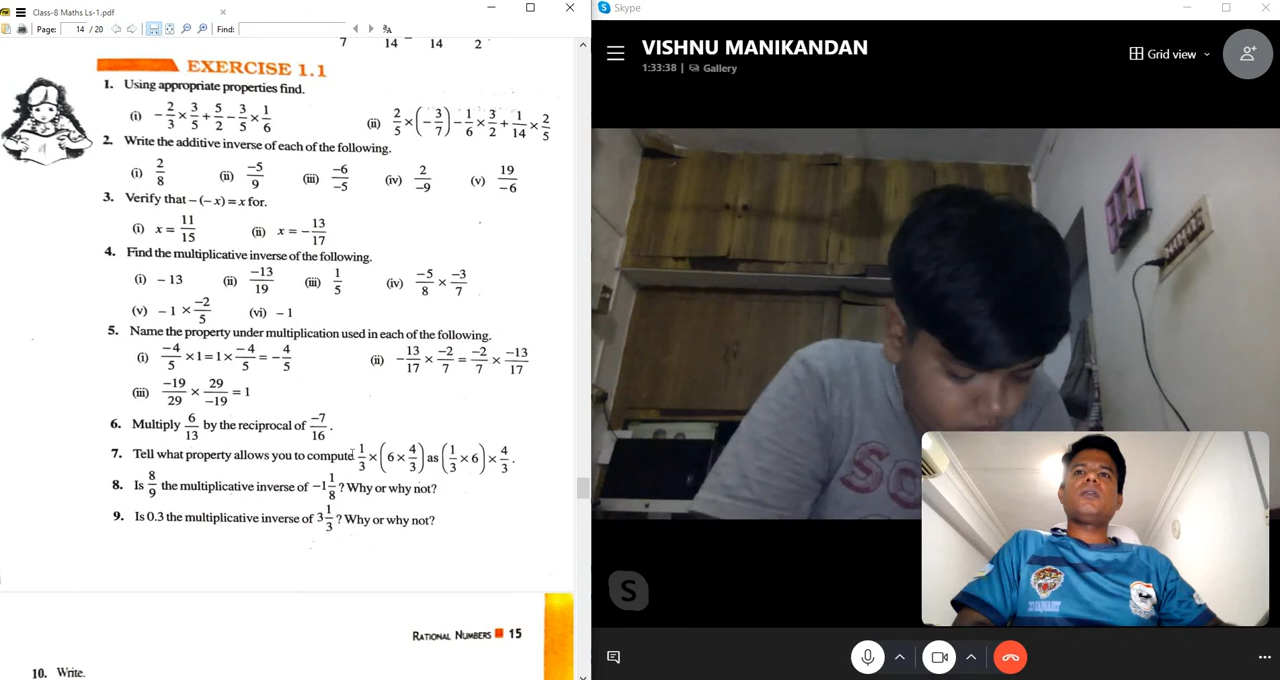 Class-8 Maths Ls-1.pdf
Page: 14 / 20 Find:
7 14 14 2
EXERCISE 1.1
1. Using appropriate properties find.
(i) -2/3 × 3/5 + 5/2 - 3/5 × 1/6 (ii) 2/5 × (-3/7) - 1/6 × 3/2 + 1/14 × 2/5
2. Write the additive inverse of each of the following.
(i) 2/8 (ii) -5/9 (iii) -6/-5 (iv) 2/-9 (v) 19/-6
3. Verify that -(-x) = x for.
(i) x = 11/15 (ii) x = -13/17
4. Find the multiplicative inverse of the following.
(i) -13 (ii) -13/19 (iii) 1/5 (iv) -5/8 × -3/7
(v) -1 × -2/5 (vi) -1
5. Name the property under multiplication used in each of the following.
(i) -4/5 × 1 = 1 × -4/5 = -4/5 (ii) -13/17 × -2/7 = -2/7 × -13/17
(iii) -19/29 × 29/-19 = 1
6. Multiply 6/13 by the reciprocal of -7/16.
7. Tell what property allows you to compute 1/3 × (6 × 4/3) as (1/3 × 6) × 4/3.
8. Is 8/9 the multiplicative inverse of -1 1/8? Why or why not?
9. Is 0.3 the multiplicative inverse of 3 1/3? Why or why not?
RATIONAL NUMBERS 15
10. Write.
Skype
VISHNU MANIKANDAN
1:33:38 | Gallery
Grid view
S